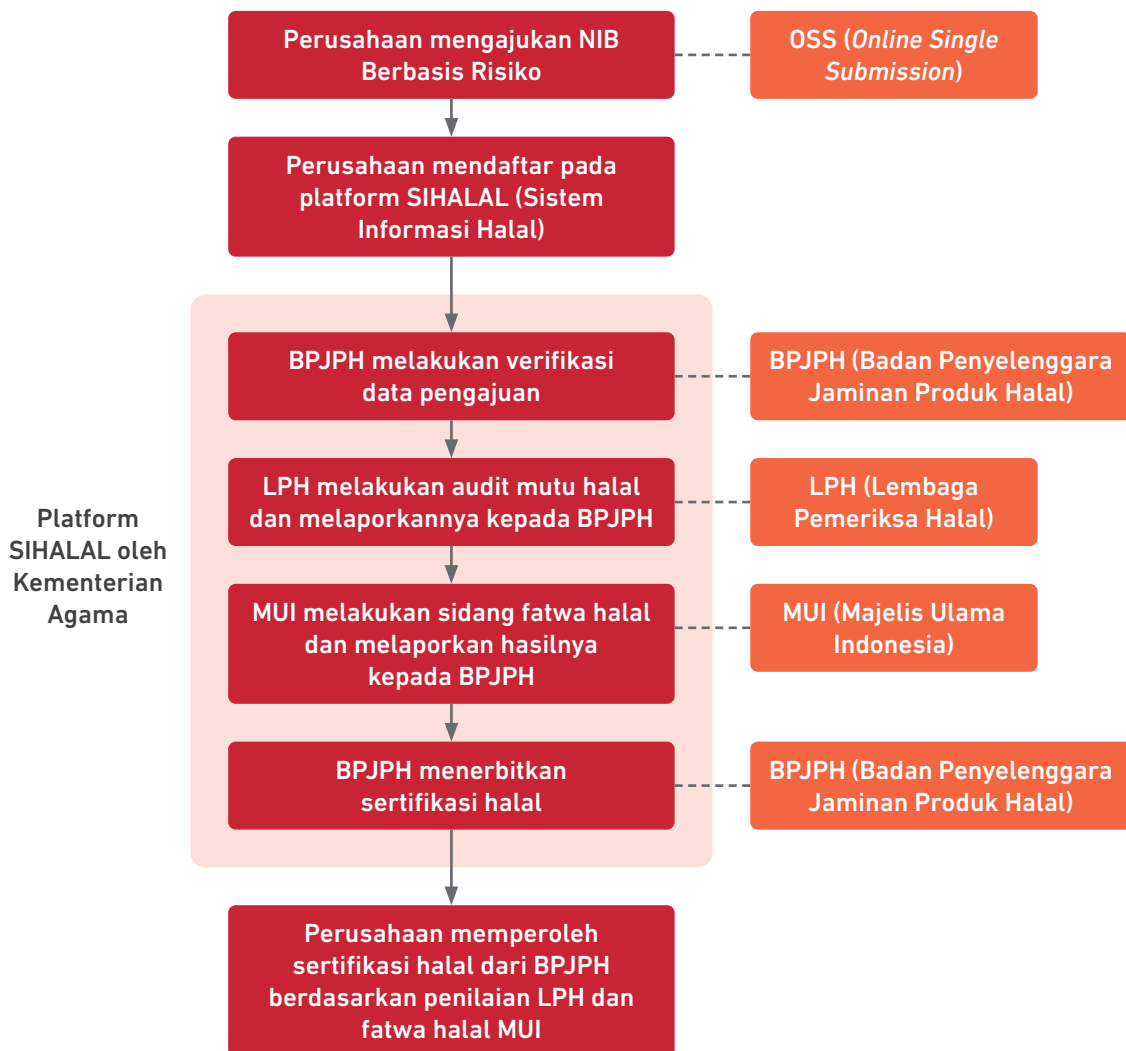 Perusahaan mengajukan NIB
Berbasis Risiko
OSS (Online Single
Submission)
Perusahaan mendaftar pada
platform SIHALAL (Sistem
Informasi Halal)
Platform
SIHALAL oleh
Kementerian
Agama
BPJPH melakukan verifikasi
data pengajuan
BPJPH (Badan Penyelenggara
Jaminan Produk Halal)
LPH melakukan audit mutu halal
dan melaporkannya kepada BPJPH
LPH (Lembaga
Pemeriksa Halal)
MUI melakukan sidang fatwa halal
dan melaporkan hasilnya
kepada BPJPH
MUI (Majelis Ulama
Indonesia)
BPJPH menerbitkan
sertifikasi halal
BPJPH (Badan Penyelenggara
Jaminan Produk Halal)
Perusahaan memperoleh
sertifikasi halal dari BPJPH
berdasarkan penilaian LPH dan
fatwa halal MUI